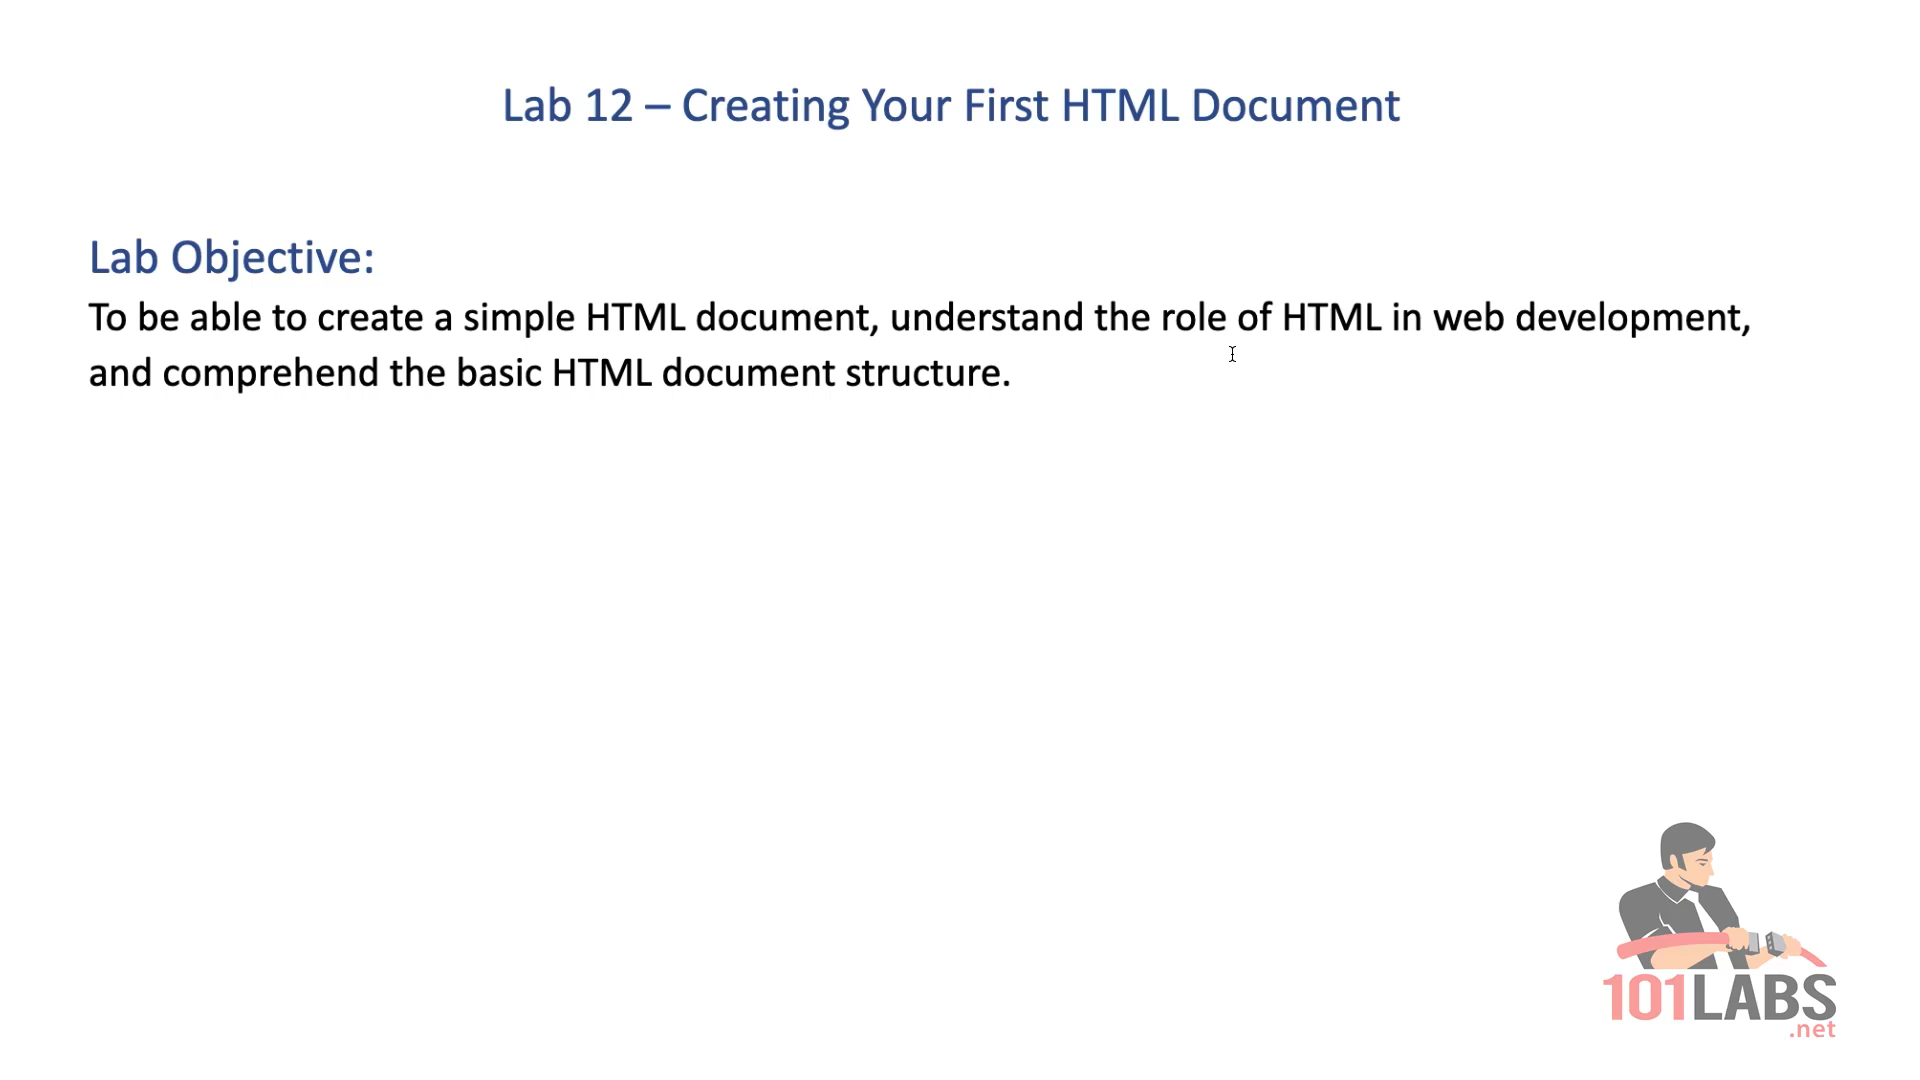 Lab 12 – Creating Your First HTML Document
Lab Objective:
To be able to create a simple HTML document, understand the role of HTML in web development,
and comprehend the basic HTML document structure.
101LABS
.net